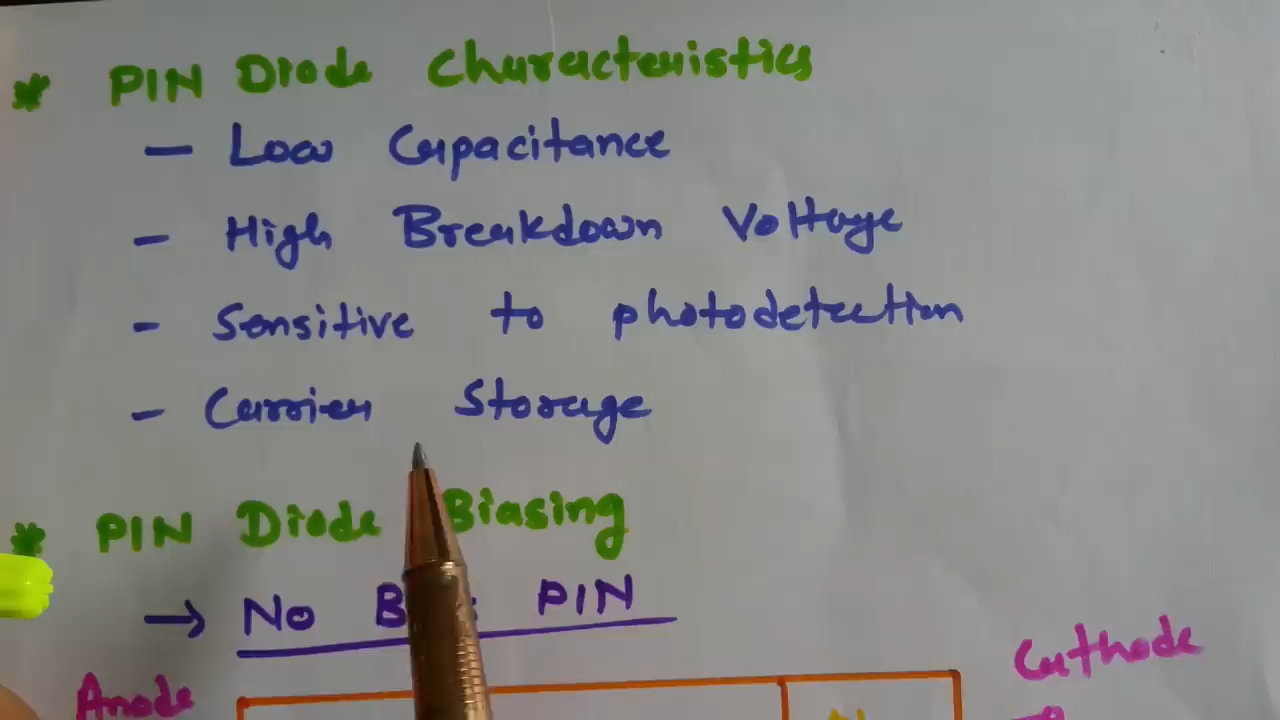 * PIN Diode Characteristics
- Low Capacitance
- High Breakdown Voltage
- Sensitive to photodetection
- Carrier Storage
* PIN Diode Biasing
→ No PIN
Cathode
Anode